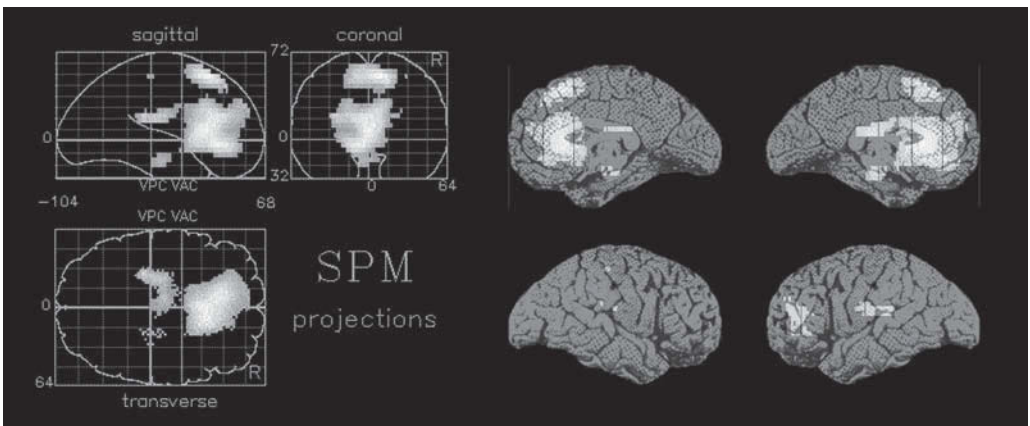 sagittal
coronal
72
R
0
0
32
VPC VAC
0
64
-104
68
VPC VAC
SPM
0
projections
64
R
transverse